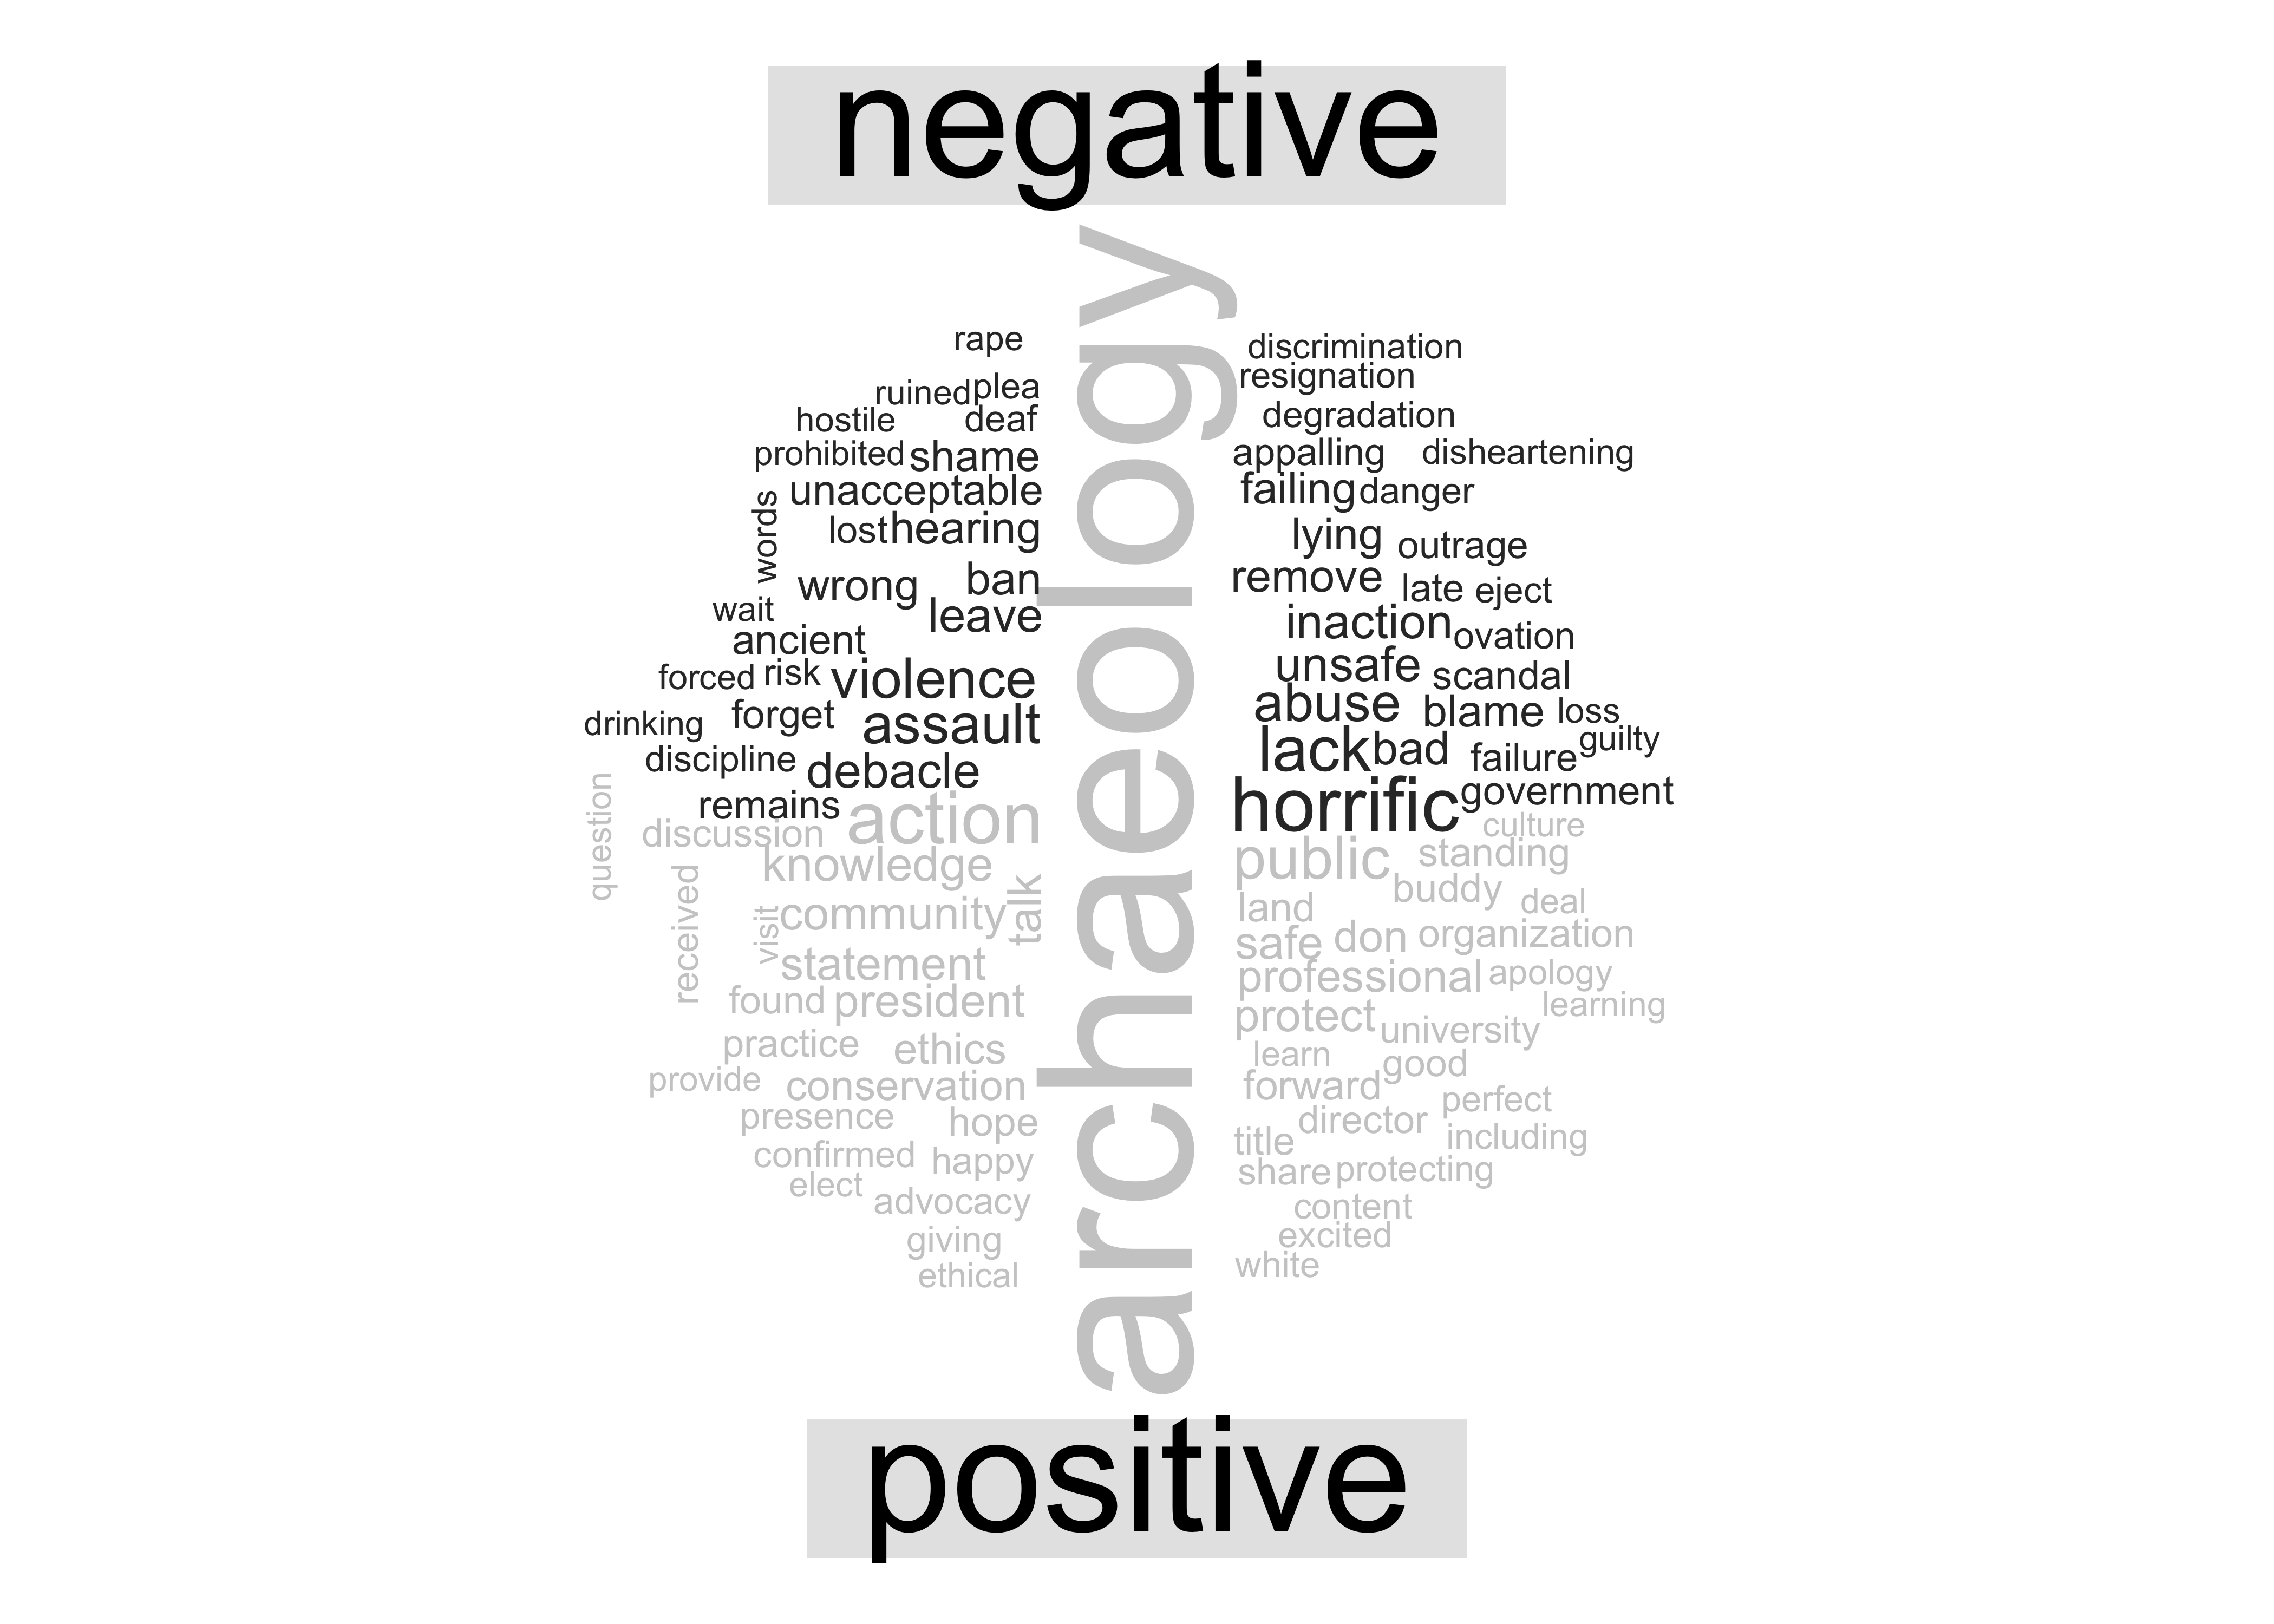 negative
archaeology
rape
discrimination
resignation
ruined plea
hostile deaf
degradation
prohibited shame
appalling disheartening
words
unacceptable
failing danger
lost hearing
lying outrage
wrong ban
remove late eject
wait leave
inaction ovation
ancient
unsafe scandal
forced risk violence
abuse blame loss
drinking forget assault
lack bad failure guilty
discipline debacle
horrific government
remains action
question
discussion
culture
knowledge
public standing
received
talk
buddy deal
visit
community
land
safe don organization
statement
professional apology
found president
protect university learning
practice ethics
learn good
provide conservation
forward perfect
presence hope
director
title including
confirmed happy
share protecting
elect advocacy
content
giving
excited
ethical
white
positive